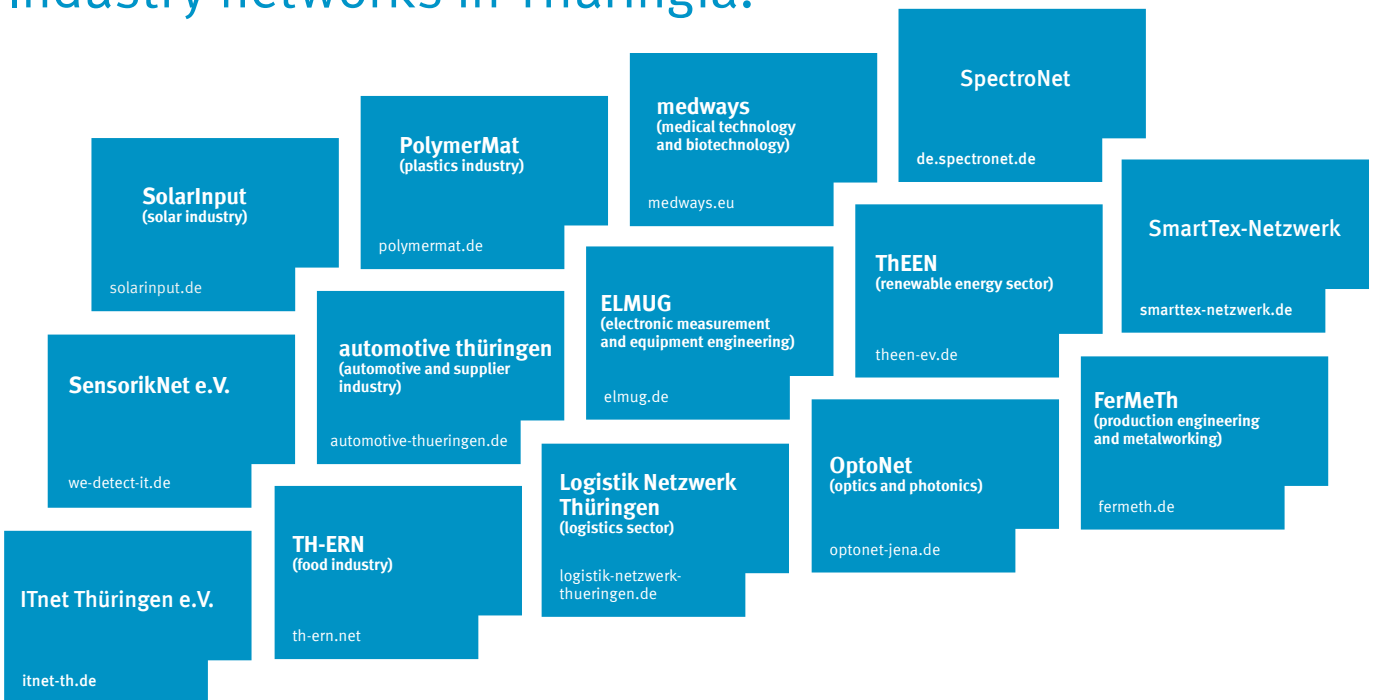 Industry networks in Thuringia:
SpectroNet
de.spectronet.de
medways
(medical technology
and biotechnology)
medways.eu
PolymerMat
(plastics industry)
polymermat.de
SolarInput
(solar industry)
solarinput.de
SmartTex-Netzwerk
smarttex-netzwerk.de
ThEEN
(renewable energy sector)
theen-ev.de
ELMUG
(electronic measurement
and equipment engineering)
elmug.de
automotive thüringen
(automotive and supplier
industry)
automotive-thueringen.de
SensorikNet e.V.
we-detect-it.de
FerMeTh
(production engineering
and metalworking)
fermeth.de
OptoNet
(optics and photonics)
optonet-jena.de
Logistik Netzwerk
Thüringen
(logistics sector)
logistik-netzwerk-
thueringen.de
TH-ERN
(food industry)
th-ern.net
ITnet Thüringen e.V.
itnet-th.de